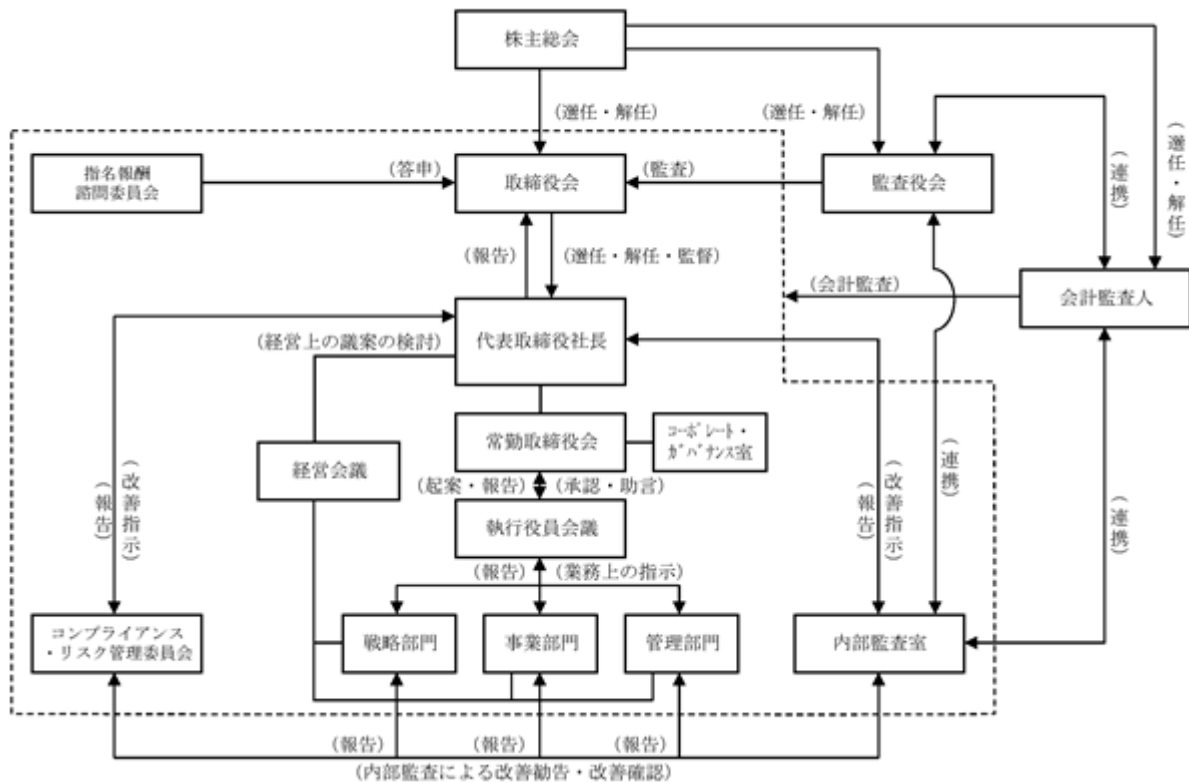 株主総会
(選任・解任)
(選任・解任)
(選任・解任)
指名報酬
諮問委員会
(答申)
取締役会
(監査)
監査役会
(連携)
(報告)
(選任・解任・監督)
(会計監査)
会計監査人
(経営上の議案の検討)
代表取締役社長
常勤取締役会
コーポレート・
ガバナンス室
経営会議
(起案・報告)
(承認・助言)
(改善指示)
(報告)
執行役員会議
(改善指示)
(報告)
(連携)
(連携)
(報告)
(業務上の指示)
コンプライアンス
・リスク管理委員会
戦略部門
事業部門
管理部門
内部監査室
(報告)
(報告)
(報告)
(内部監査による改善勧告・改善確認)